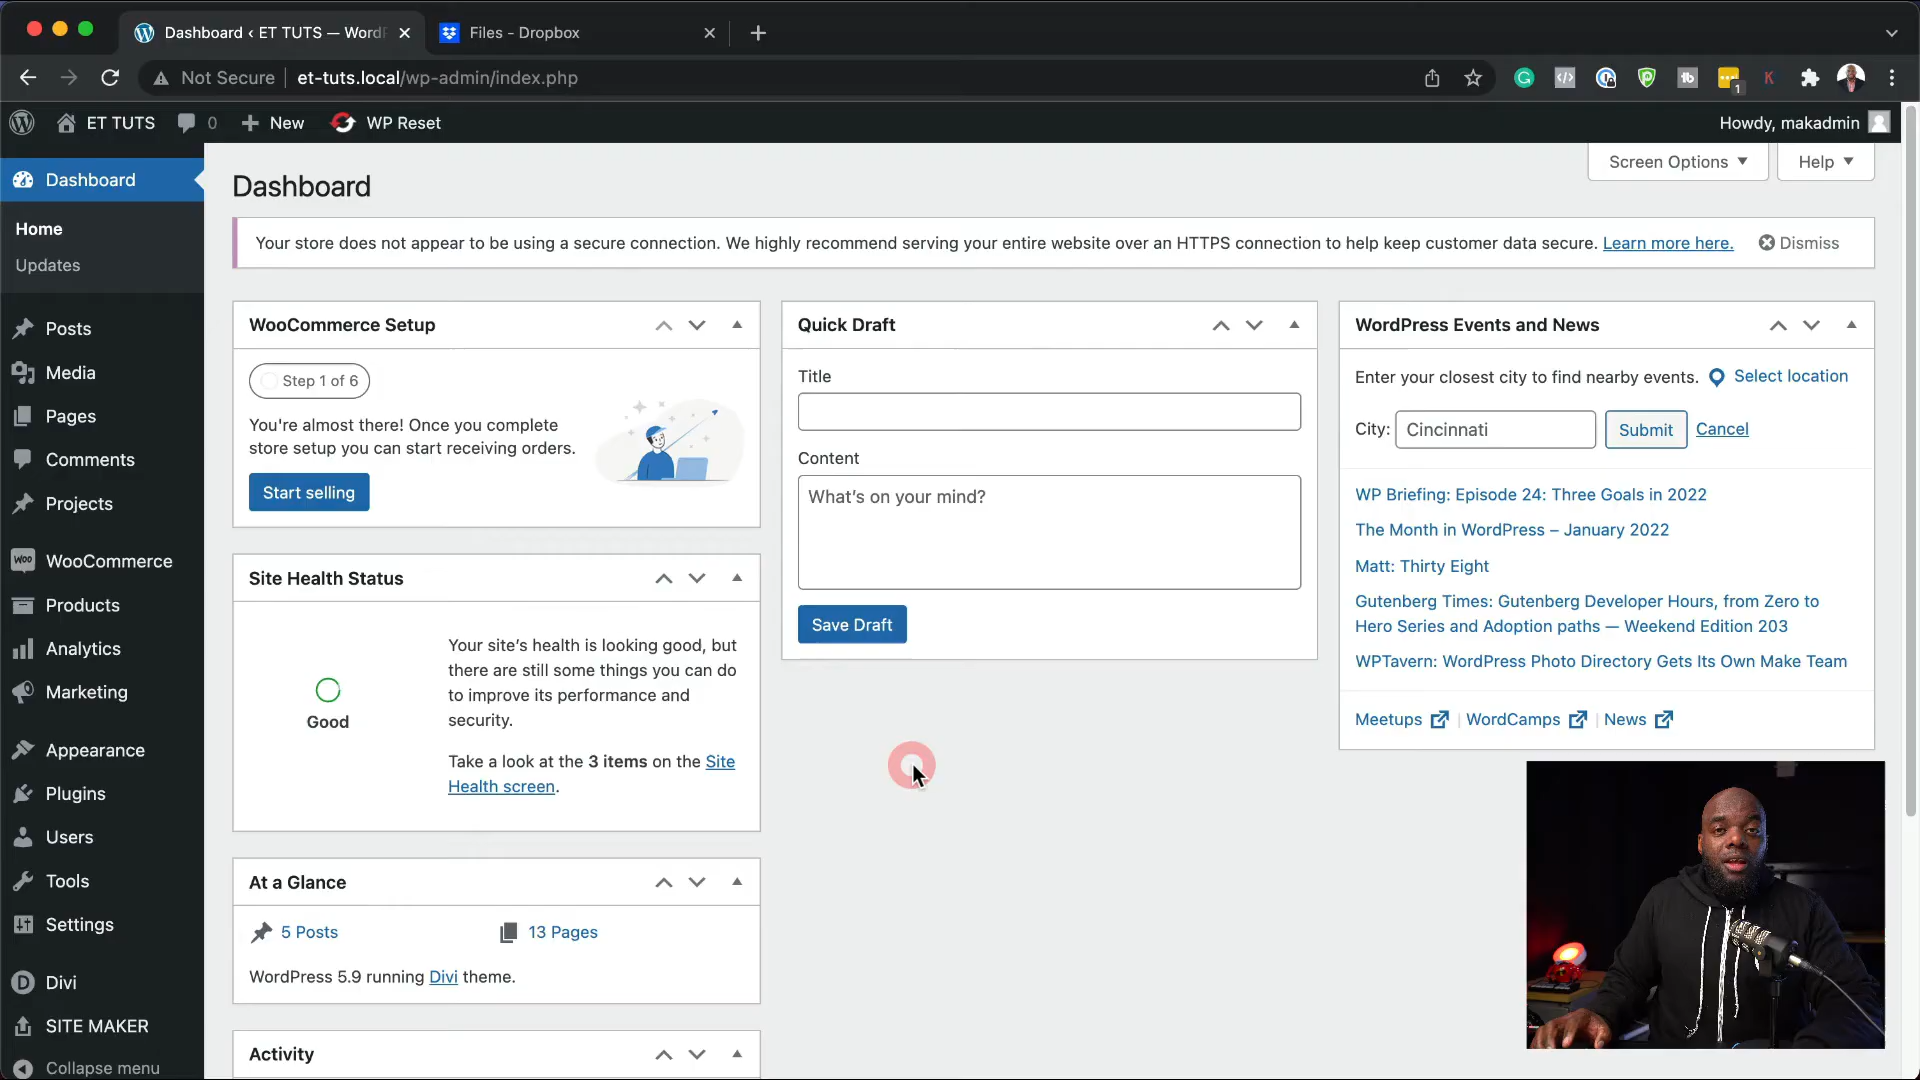 Dashboard ‹ ET TUTS — WordP
Files - Dropbox
Not Secure
et-tuts.local/wp-admin/index.php
1
ET TUTS
0
New
WP Reset
Howdy, makadmin
Dashboard
Home
Updates
Posts
Media
Pages
Comments
Projects
WooCommerce
Products
Analytics
Marketing
Appearance
Plugins
Users
Tools
Settings
Divi
SITE MAKER
Collapse menu
Screen Options
Help
Dashboard
Your store does not appear to be using a secure connection. We highly recommend serving your entire website over an HTTPS connection to help keep customer data secure. Learn more here.
Dismiss
WooCommerce Setup
Step 1 of 6
You're almost there! Once you complete
store setup you can start receiving orders.
Start selling
Site Health Status
Good
Your site's health is looking good, but
there are still some things you can do
to improve its performance and
security.
Take a look at the 3 items on the Site
Health screen.
At a Glance
5 Posts
13 Pages
WordPress 5.9 running Divi theme.
Activity
Quick Draft
Title
Content
What's on your mind?
Save Draft
WordPress Events and News
Enter your closest city to find nearby events.
Select location
City:
Cincinnati
Submit
Cancel
WP Briefing: Episode 24: Three Goals in 2022
The Month in WordPress – January 2022
Matt: Thirty Eight
Gutenberg Times: Gutenberg Developer Hours, from Zero to
Hero Series and Adoption paths — Weekend Edition 203
WPTavern: WordPress Photo Directory Gets Its Own Make Team
Meetups
WordCamps
News